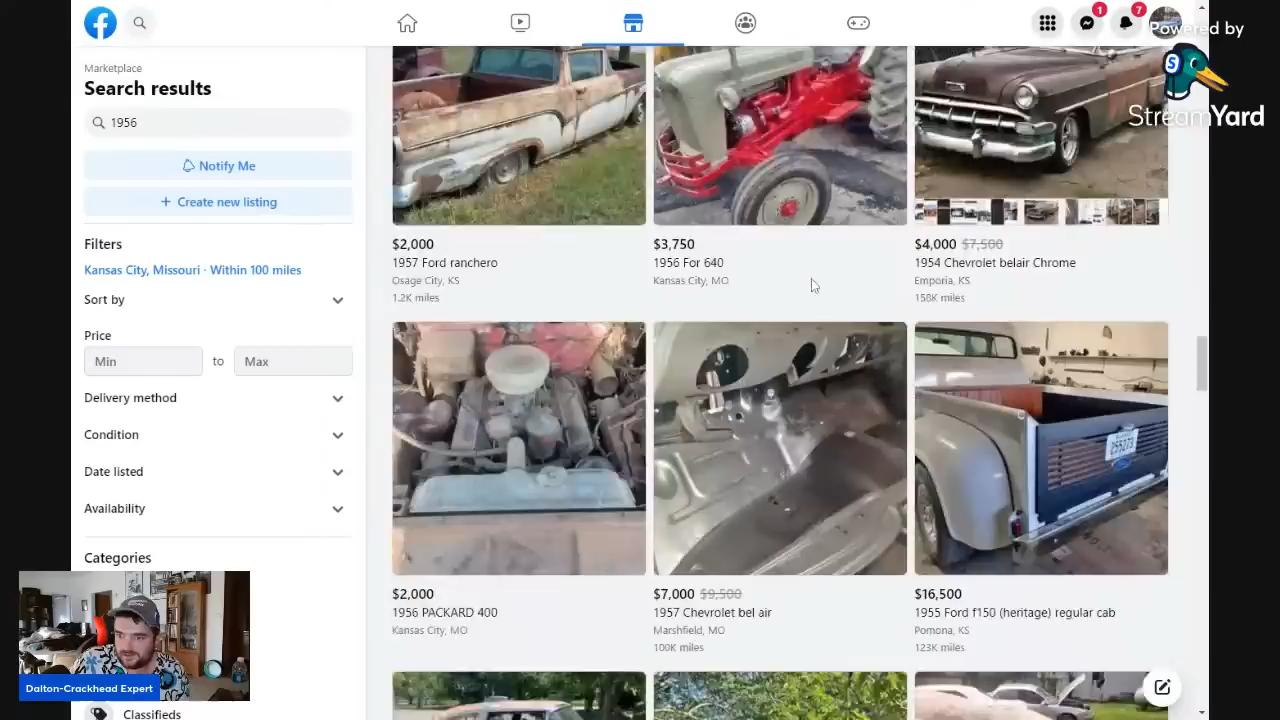 1
7
Powered by
S
StreamYard
Marketplace
Search results
1956
Notify Me
+ Create new listing
Filters
Kansas City, Missouri · Within 100 miles
Sort by
Price
Min
to
Max
Delivery method
Condition
Date listed
Availability
Categories
Classifieds
$2,000
1957 Ford ranchero
Osage City, KS
1.2K miles
$3,750
1956 For 640
Kansas City, MO
$4,000 $7,500
1954 Chevrolet belair Chrome
Emporia, KS
158K miles
$2,000
1956 PACKARD 400
Kansas City, MO
$7,000 $9,500
1957 Chevrolet bel air
Marshfield, MO
100K miles
$16,500
1955 Ford f150 (heritage) regular cab
Pomona, KS
123K miles
Dalton-Crackhead Expert